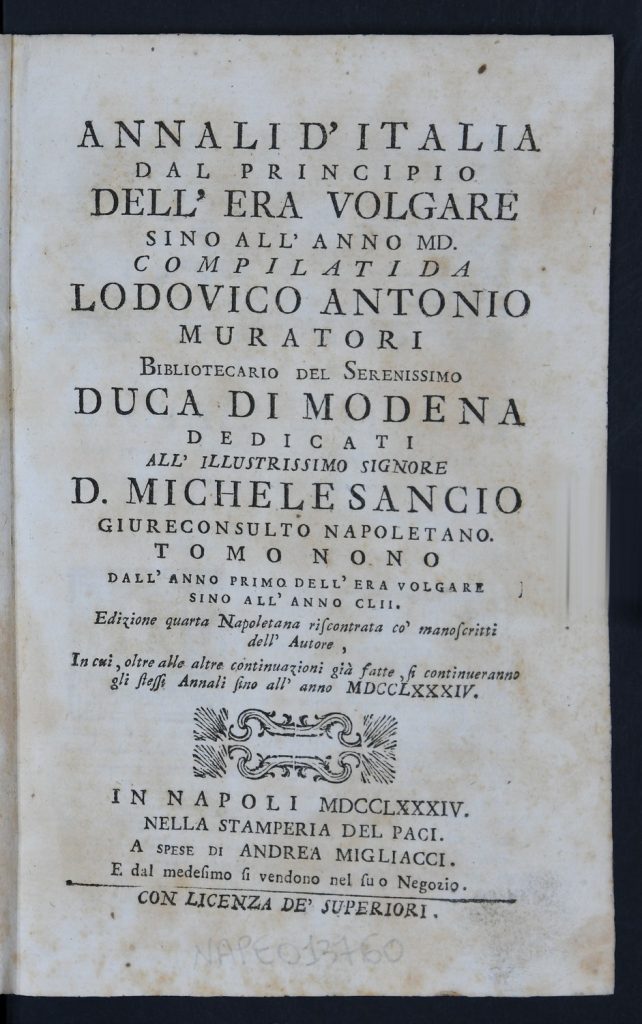 ANNALI D' ITALIA
DAL PRINCIPIO
DELL' ERA VOLGARE
SINO ALL' ANNO MD.
COMPILATI DA
LODOVICO ANTONIO
MURATORI
BIBLIOTECARIO DEL SERENISSIMO
DUCA DI MODENA
DEDICATI
ALL' ILLUSTRISSIMO SIGNORE
D. MICHELE SANCIO
GIURECONSULTO NAPOLETANO.
TOMO NONO
DALL' ANNO PRIMO DELL' ERA VOLGARE
SINO ALL' ANNO CLII.
Edizione quarta Napoletana riſcontrata co' manoſcritti
dell' Autore,
In cui, oltre alle altre continuazioni già fatte, ſi continueranno
gli ſteſſi Annali ſino all' anno MDCCLXXXIV.
IN NAPOLI MDCCLXXXIV.
NELLA STAMPERIA DEL PACI.
A SPESE DI ANDREA MIGLIACCI.
E dal medeſimo ſi vendono nel ſuo Negozio.
CON LICENZA DE' SUPERIORI.
NAPE013760